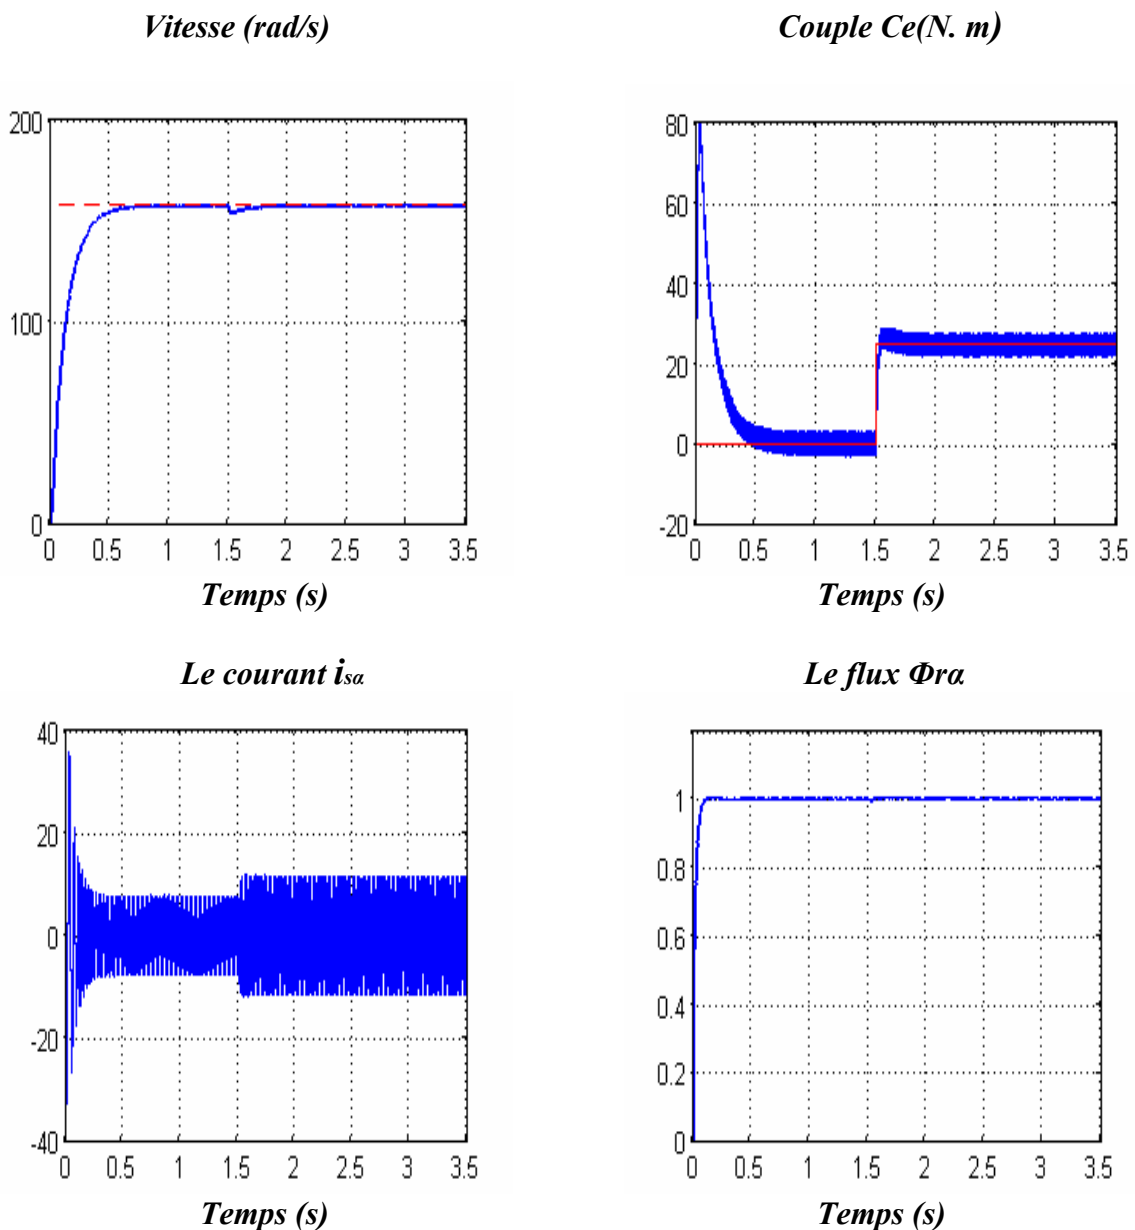 Vitesse (rad/s)
Couple Ce(N. m)
200
100
0
0 0.5 1 1.5 2 2.5 3 3.5
Temps (s)
80
60
40
20
0
-20
0 0.5 1 1.5 2 2.5 3 3.5
Temps (s)
Le courant isα
Le flux Φrα
40
20
0
-20
-40
0 0.5 1 1.5 2 2.5 3 3.5
Temps (s)
1
0.8
0.6
0.4
0.2
0
0 0.5 1 1.5 2 2.5 3 3.5
Temps (s)